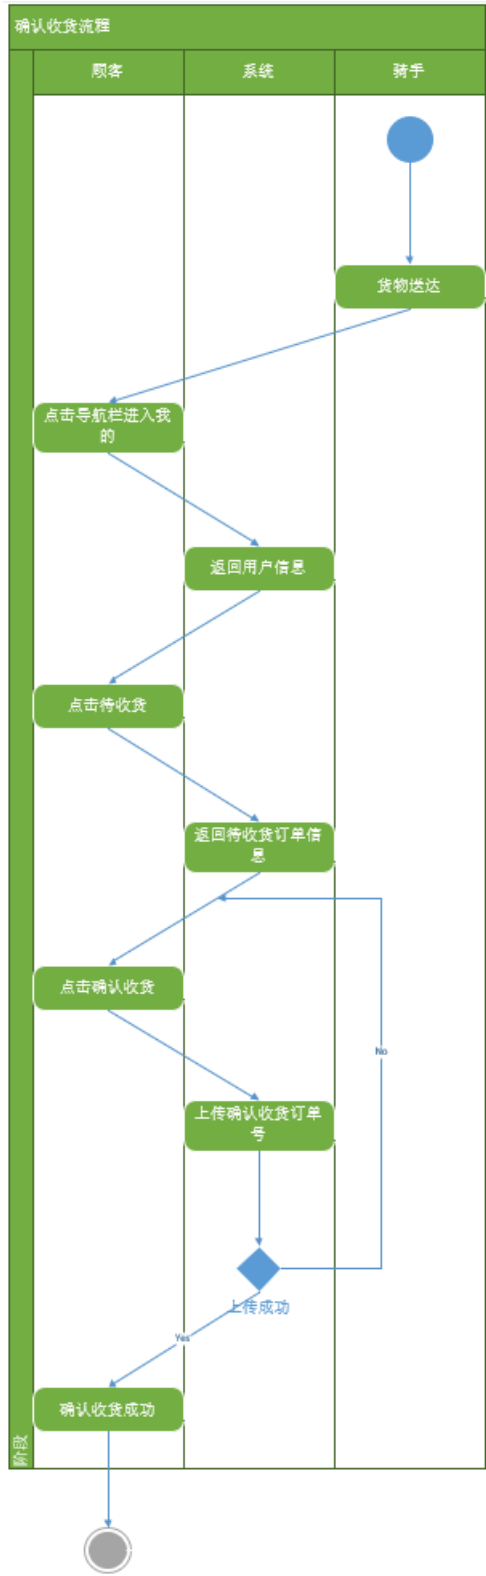 确认收货流程
顾客
系统
骑手
货物送达
点击导航栏进入我
的
返回用户信息
点击待收货
返回待收货订单信
息
点击确认收货
No
上传确认收货订单
号
上传成功
Yes
确认收货成功
阶段